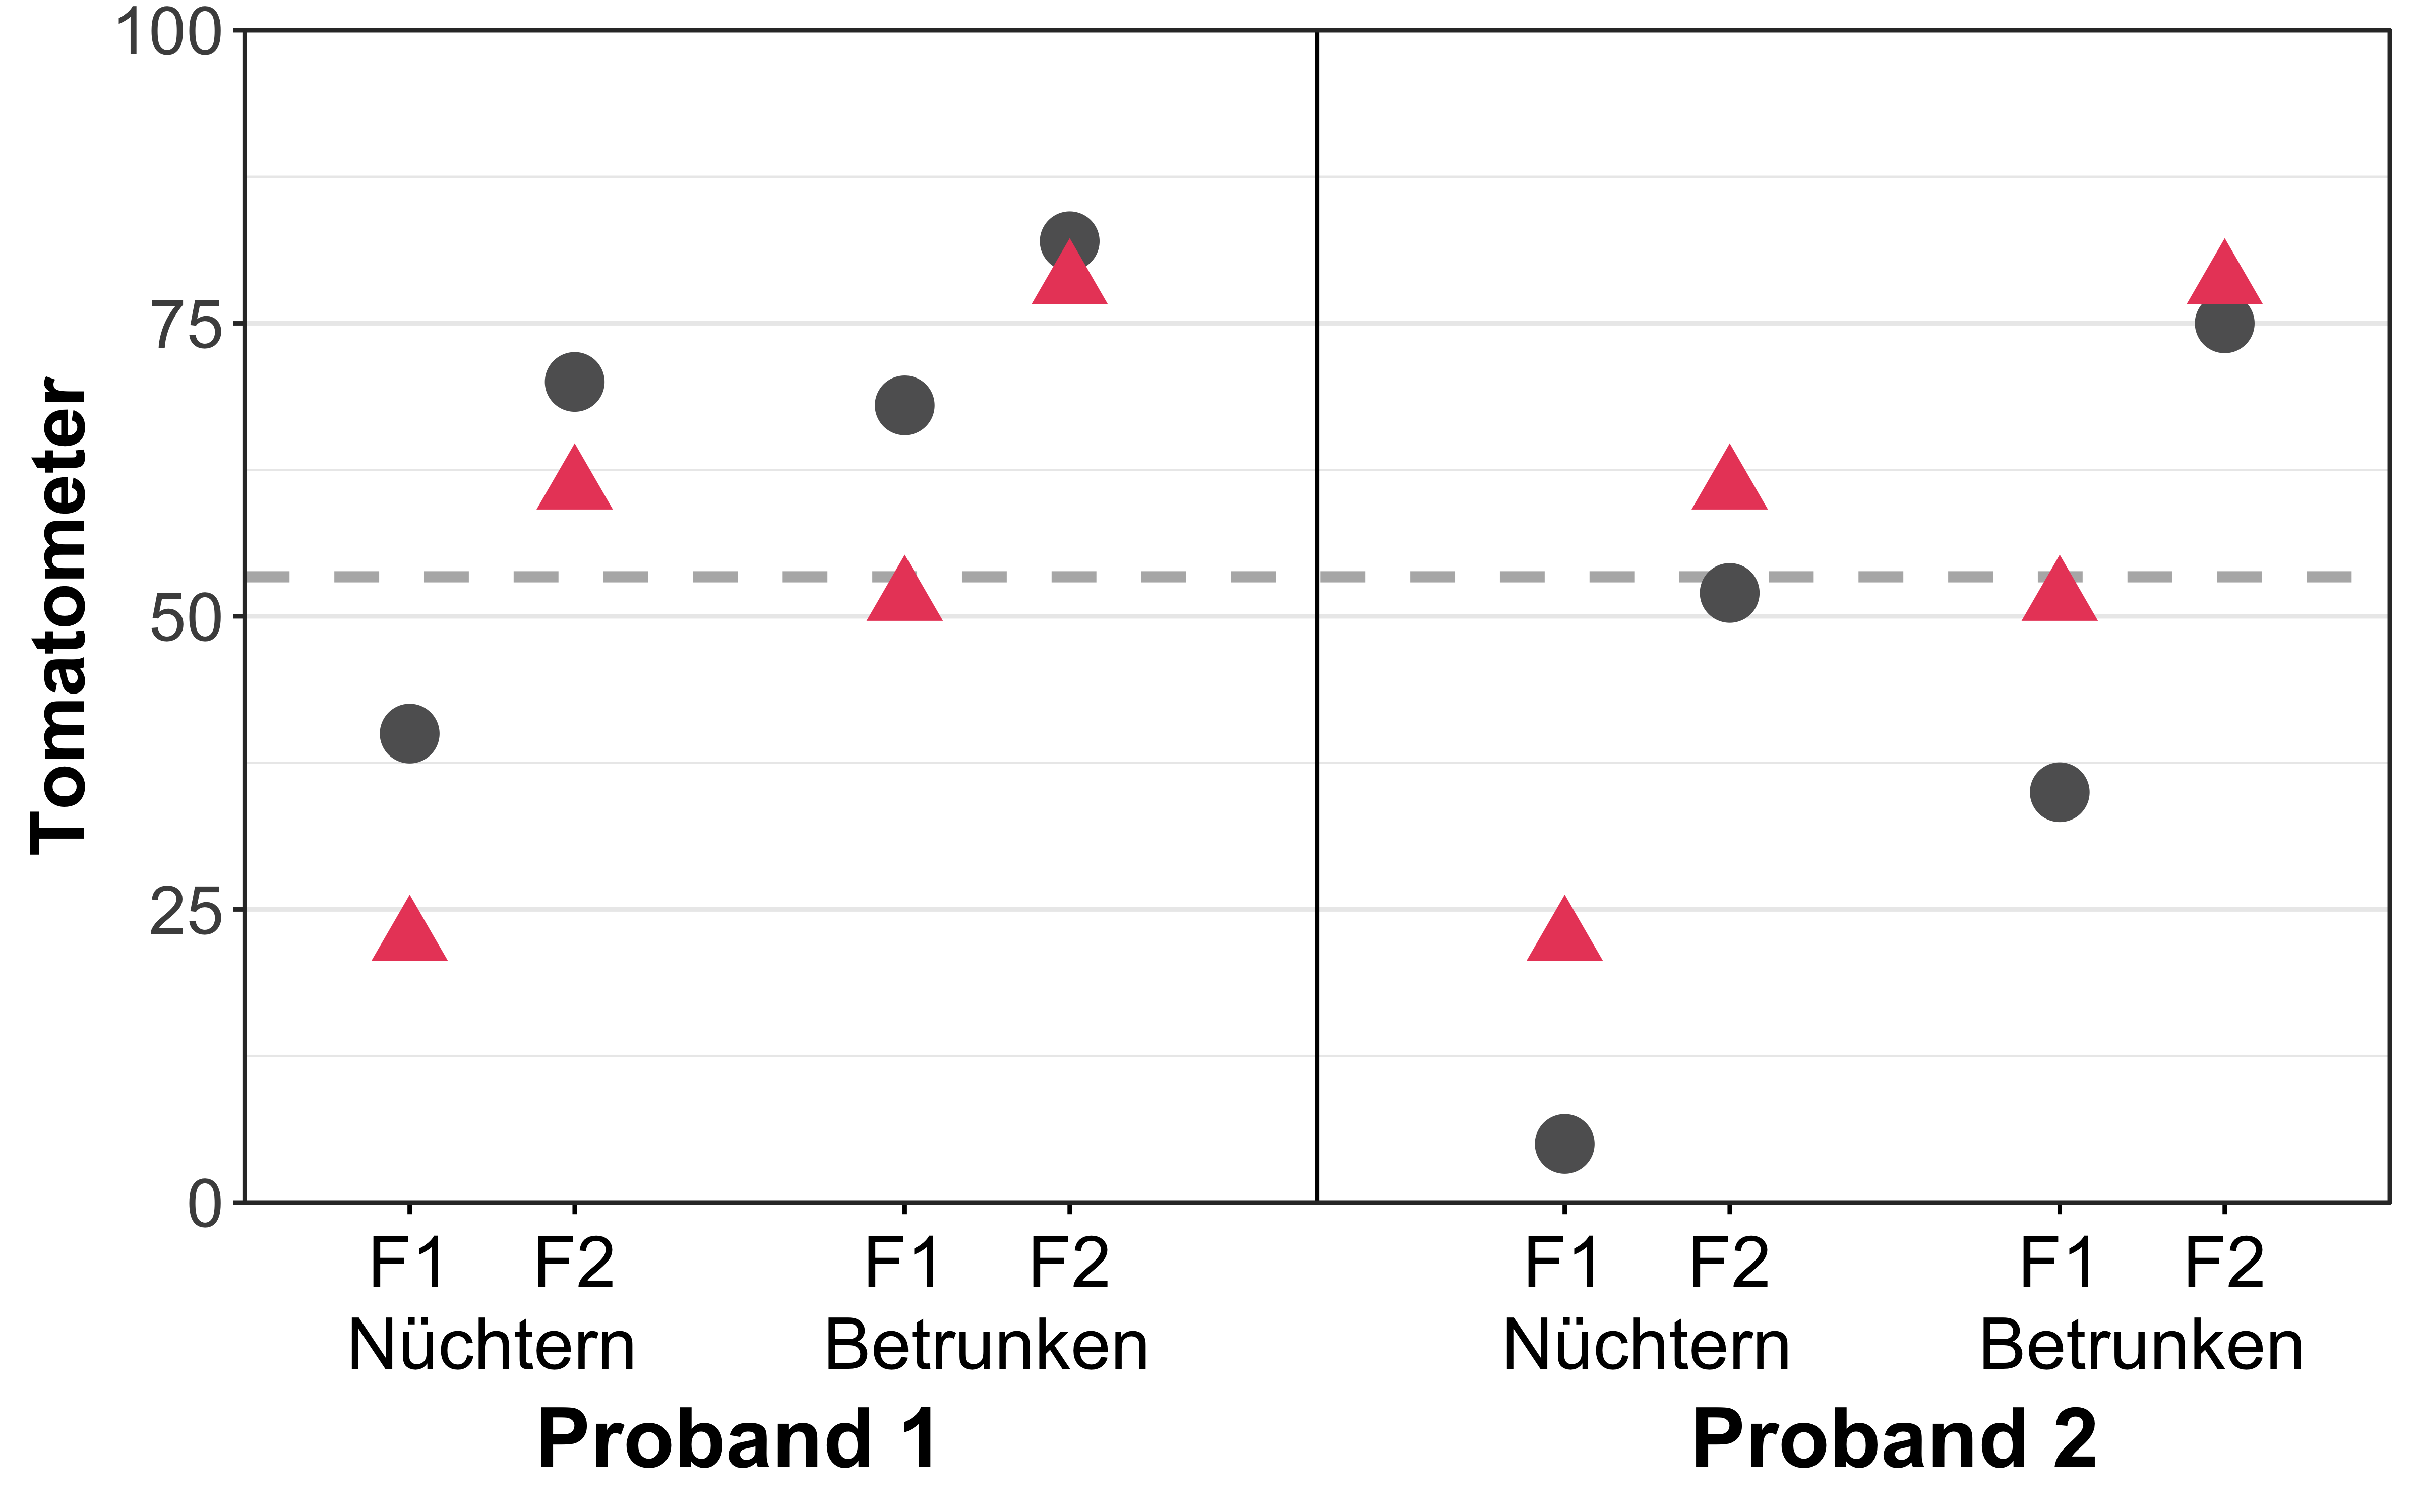 Tomatometer
100
75
50
25
0
F1 F2 F1 F2 F1 F2 F1 F2
Nüchtern Betrunken Nüchtern Betrunken
Proband 1 Proband 2